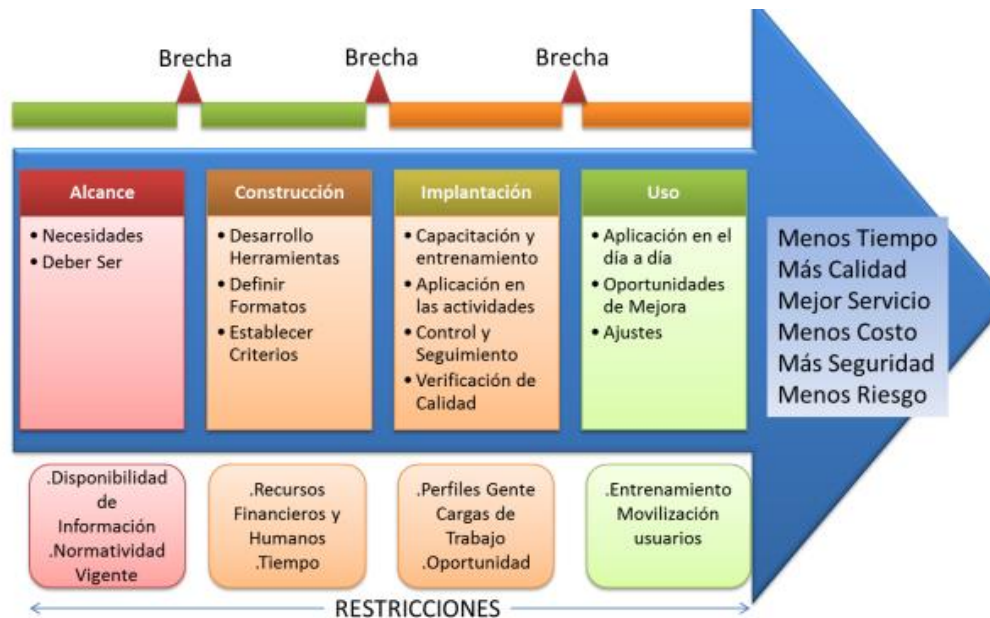 Brecha
Brecha
Brecha
Alcance
• Necesidades
• Deber Ser
Construcción
• Desarrollo
Herramientas
• Definir
Formatos
• Establecer
Criterios
Implantación
• Capacitación y
entrenamiento
• Aplicación en
las actividades
• Control y
Seguimiento
• Verificación de
Calidad
Uso
• Aplicación en el
día a día
• Oportunidades
de Mejora
• Ajustes
Menos Tiempo
Más Calidad
Mejor Servicio
Menos Costo
Más Seguridad
Menos Riesgo
.Disponibilidad
de
Información
.Normatividad
Vigente
.Recursos
Financieros y
Humanos
.Tiempo
.Perfiles Gente
Cargas de
Trabajo
.Oportunidad
.Entrenamiento
Movilización
usuarios
RESTRICCIONES